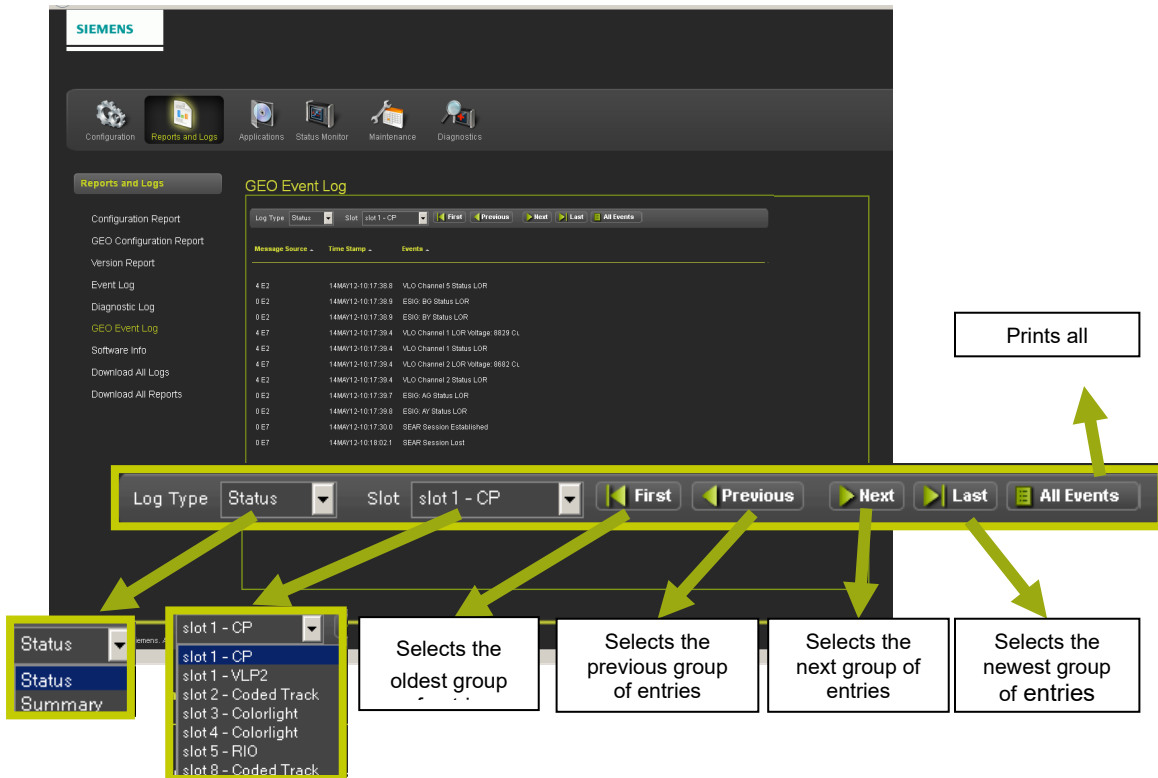 SIEMENS
Configuration Reports and Logs Applications Status Monitor Maintenance Diagnostics
Reports and Logs
Configuration Report
GEO Configuration Report
Version Report
Event Log
Diagnostic Log
GEO Event Log
Software Info
Download All Logs
Download All Reports
GEO Event Log
Log Type Status Slot slot 1 - CP First Previous Next Last All Events
Message Source Time Stamp Events
4 E2 14MAY12-10:17:38.8 VLO Channel 5 Status LOR
0 E2 14MAY12-10:17:38.9 ESIG: BG Status LOR
0 E2 14MAY12-10:17:38.9 ESIG: BY Status LOR
4 E7 14MAY12-10:17:39.4 VLO Channel 1 LOR Voltage: 8829 Cu
4 E2 14MAY12-10:17:39.4 VLO Channel 1 Status LOR
4 E7 14MAY12-10:17:39.4 VLO Channel 2 LOR Voltage: 8682 Cu
4 E2 14MAY12-10:17:39.4 VLO Channel 2 Status LOR
0 E2 14MAY12-10:17:39.7 ESIG: AG Status LOR
0 E2 14MAY12-10:17:39.8 ESIG: AY Status LOR
0 E7 14MAY12-10:17:30.0 SEAR Session Established
0 E7 14MAY12-10:18:02.1 SEAR Session Lost
Prints all
Log Type Status Slot slot 1 - CP First Previous Next Last All Events
Status
Status
Summary
emens. A
slot 1 - CP
slot 1 - CP
slot 1 - VLP2
slot 2 - Coded Track
slot 3 - Colorlight
slot 4 - Colorlight
slot 5 - RIO
slot 8 - Coded Track
Selects the
oldest group
Selects the
previous group
of entries
Selects the
next group of
entries
Selects the
newest group
of entries